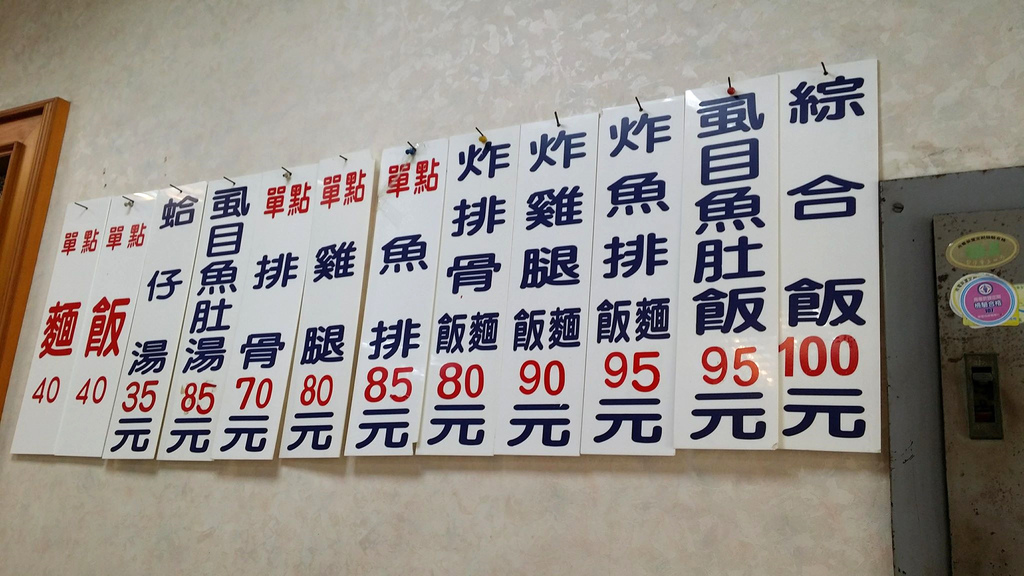 綜合飯100元
虱目魚肚飯95元
炸魚排飯麵95元
炸雞腿飯麵90元
炸排骨飯麵80元
單點魚排85元
單點雞腿80元
單點排骨70元
虱目魚肚湯85元
蛤仔湯35元
單點飯40
單點麵40